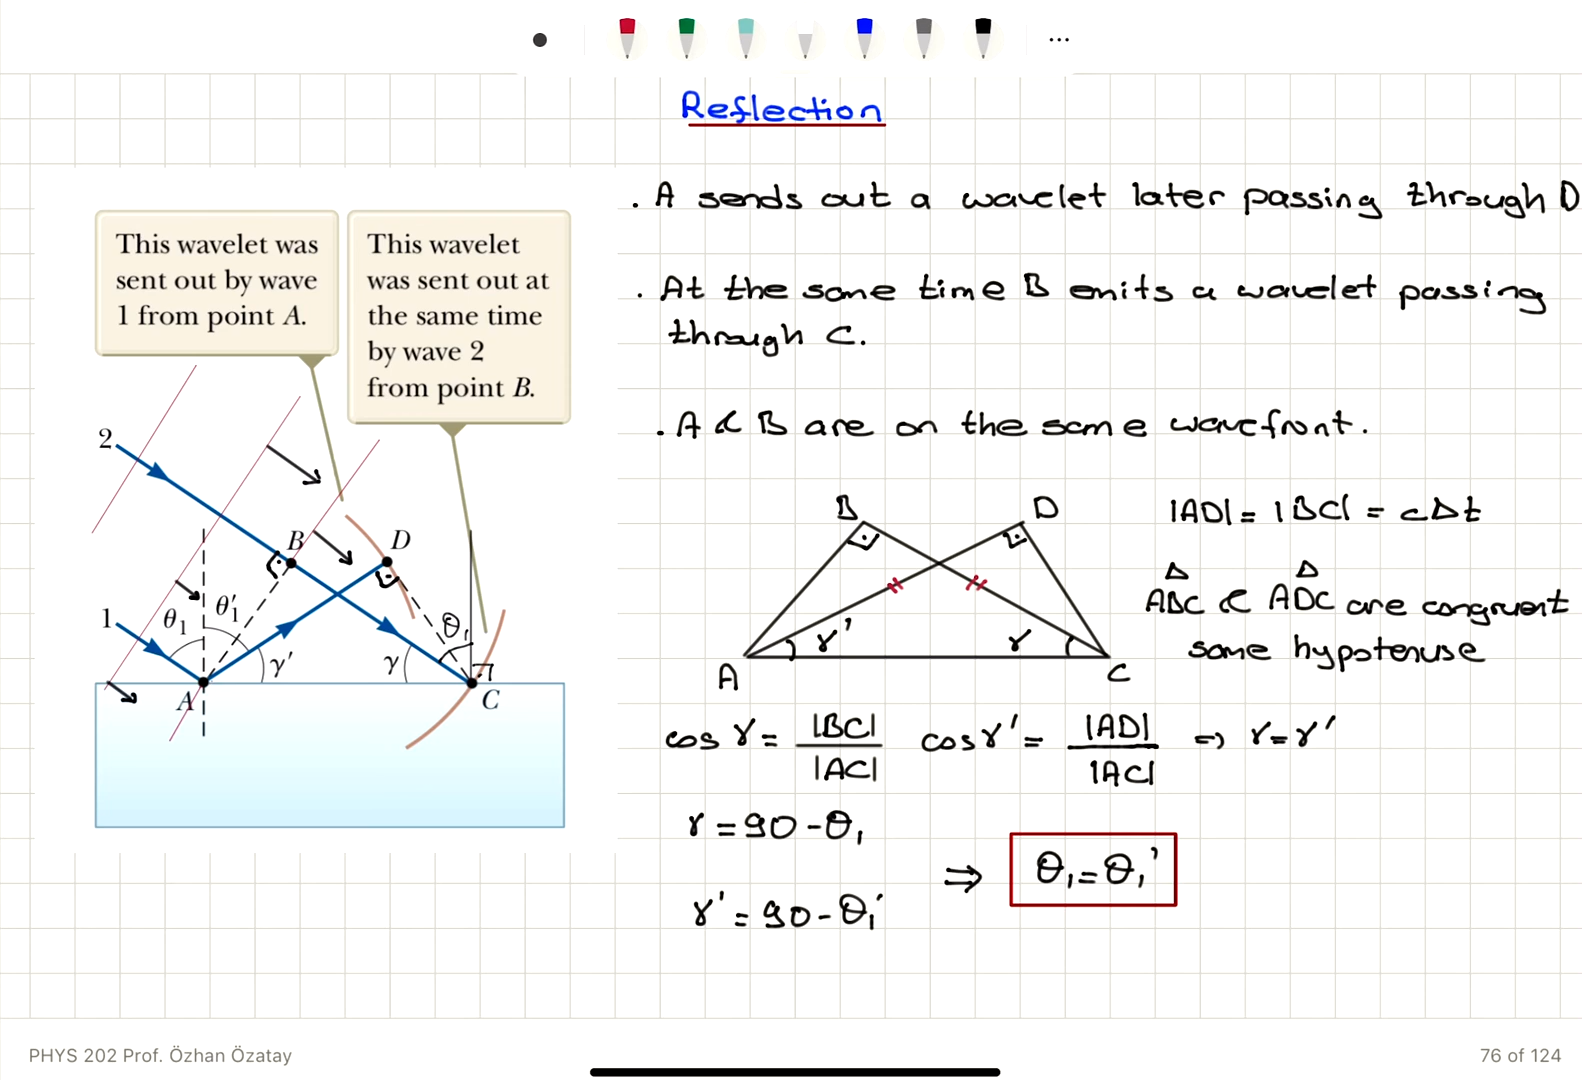 Reflection
This wavelet was
sent out by wave
1 from point A.
This wavelet
was sent out at
the same time
by wave 2
from point B.
. A sends out a wavelet later passing through D
. At the same time B emits a wavelet passing
through C.
. A & B are on the same wavefront.
2
B
D
1
θ₁
θ₁′
γ′
γ
θ₁
A
C
B
D
γ′
γ
A
C
|AD| = |BC| = cΔt
ABC & ADC are congruent
same hypotenuse
cos γ = |BC| / |AC| cos γ′ = |AD| / |AC| ⇒ γ = γ′
γ = 90 - θ₁
⇒ θ₁ = θ₁′
γ′ = 90 - θ₁′
PHYS 202 Prof. Özhan Özatay
76 of 124